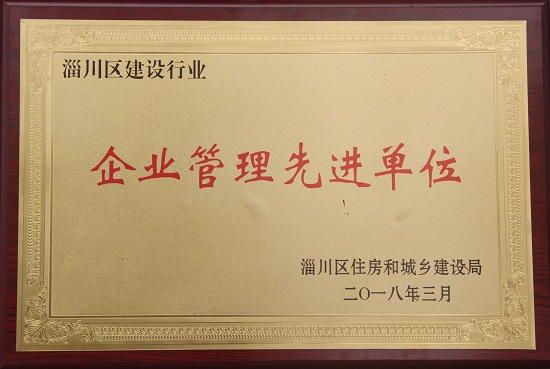 淄川区建设行业
企业管理先进单位
淄川区住房和城乡建设局
二〇一八年三月